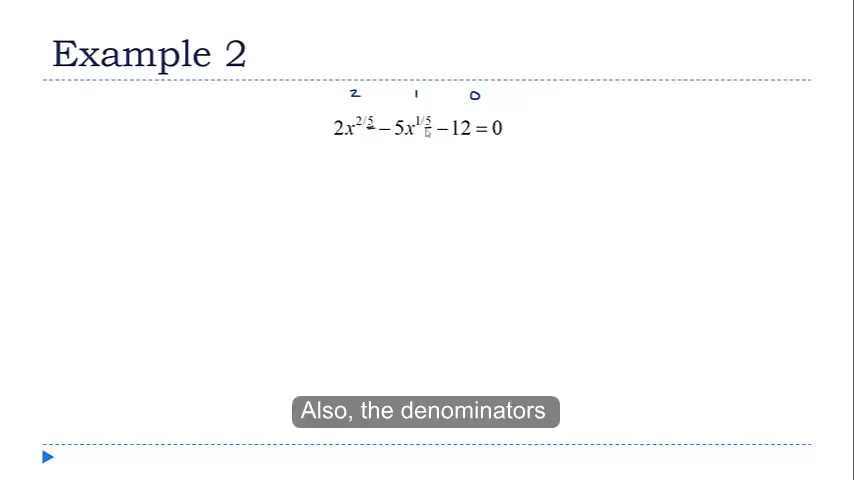 Example 2
2 1 0
2x^{2/5} − 5x^{1/5} − 12 = 0
Also, the denominators